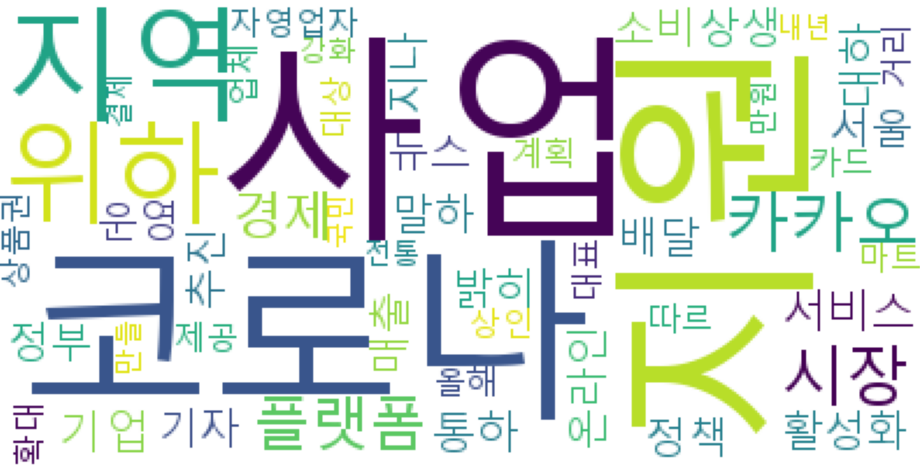 지역
자영업자
강화
업체
결제
대상
지나
사업
뉴스
계획
소비
상생
내년
만원
대하
거리
서울
카드
지원
위하
경제
국민
운영
상품권
추진
말하
전통
배달
카카오
마트
대표
코로나
밝히
상인
따르
서비스
시장
정부
만들
제공
매출
올해
온라인
확대
기업
기자
플랫폼
통하
정책
활성화